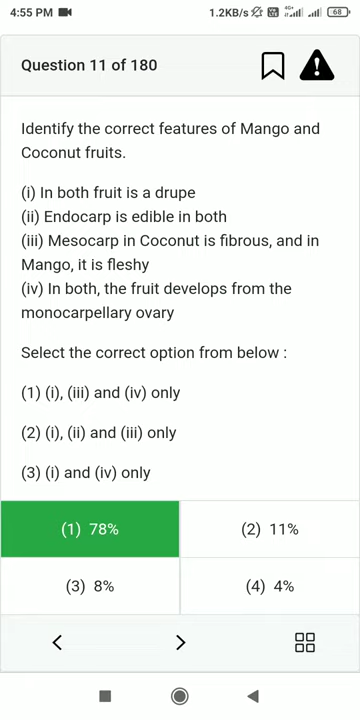 4:55 PM
1.2KB/s 4G+ 68
Question 11 of 180
Identify the correct features of Mango and
Coconut fruits.
(i) In both fruit is a drupe
(ii) Endocarp is edible in both
(iii) Mesocarp in Coconut is fibrous, and in
Mango, it is fleshy
(iv) In both, the fruit develops from the
monocarpellary ovary
Select the correct option from below :
(1) (i), (iii) and (iv) only
(2) (i), (ii) and (iii) only
(3) (i) and (iv) only
(1) 78%
(2) 11%
(3) 8%
(4) 4%